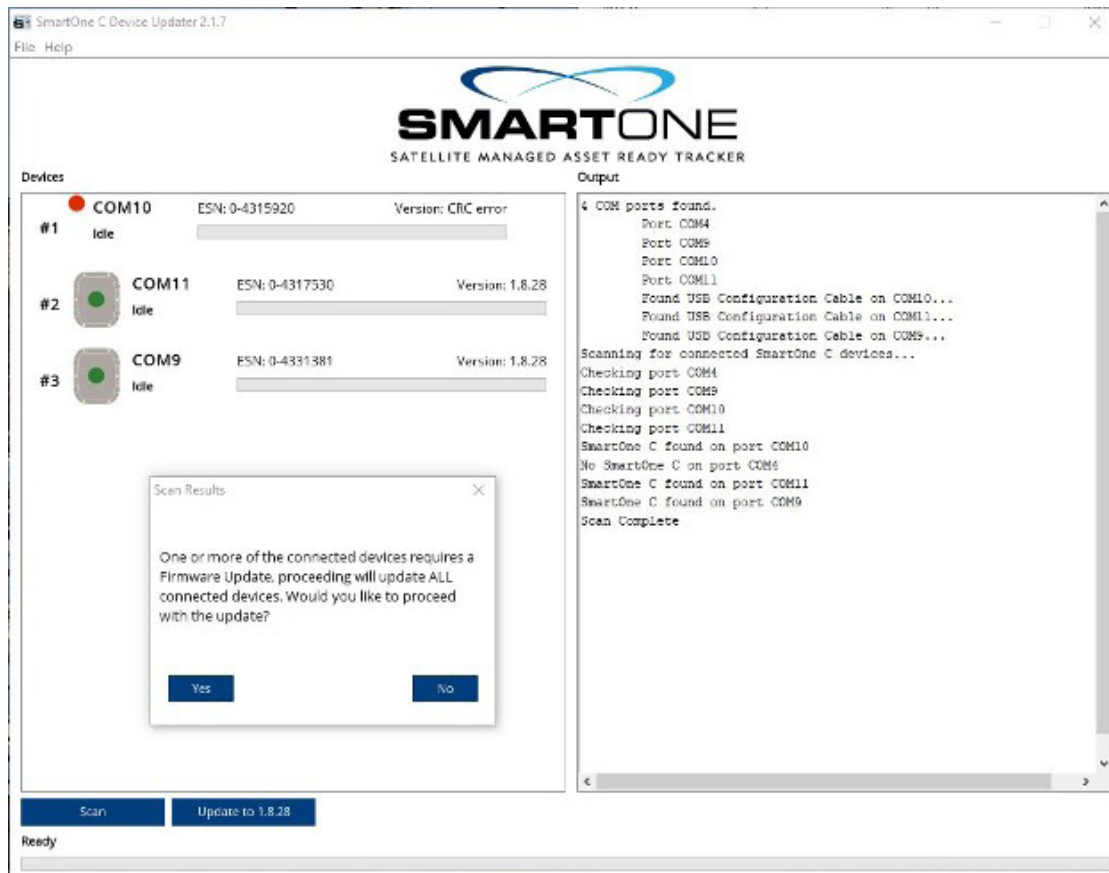 SmartOne C Device Updater 2.1.7
File Help
SMARTONE
SATELLITE MANAGED ASSET READY TRACKER
Devices
#1 COM10 ESN: 0-4315920 Version: CRC error
Idle
#2 COM11 ESN: 0-4317530 Version: 1.8.28
Idle
#3 COM9 ESN: 0-4331381 Version: 1.8.28
Idle
Scan Results
One or more of the connected devices requires a
Firmware Update, proceeding will update ALL
connected devices. Would you like to proceed
with the update?
Yes No
Output
4 COM ports found.
Port COM4
Port COM9
Port COM10
Port COM11
Found USB Configuration Cable on COM10...
Found USB Configuration Cable on COM11...
Found USB Configuration Cable on COM9...
Scanning for connected SmartOne C devices...
Checking port COM4
Checking port COM9
Checking port COM10
Checking port COM11
SmartOne C found on port COM10
No SmartOne C on port COM4
SmartOne C found on port COM11
SmartOne C found on port COM9
Scan Complete
Scan Update to 1.8.28
Ready